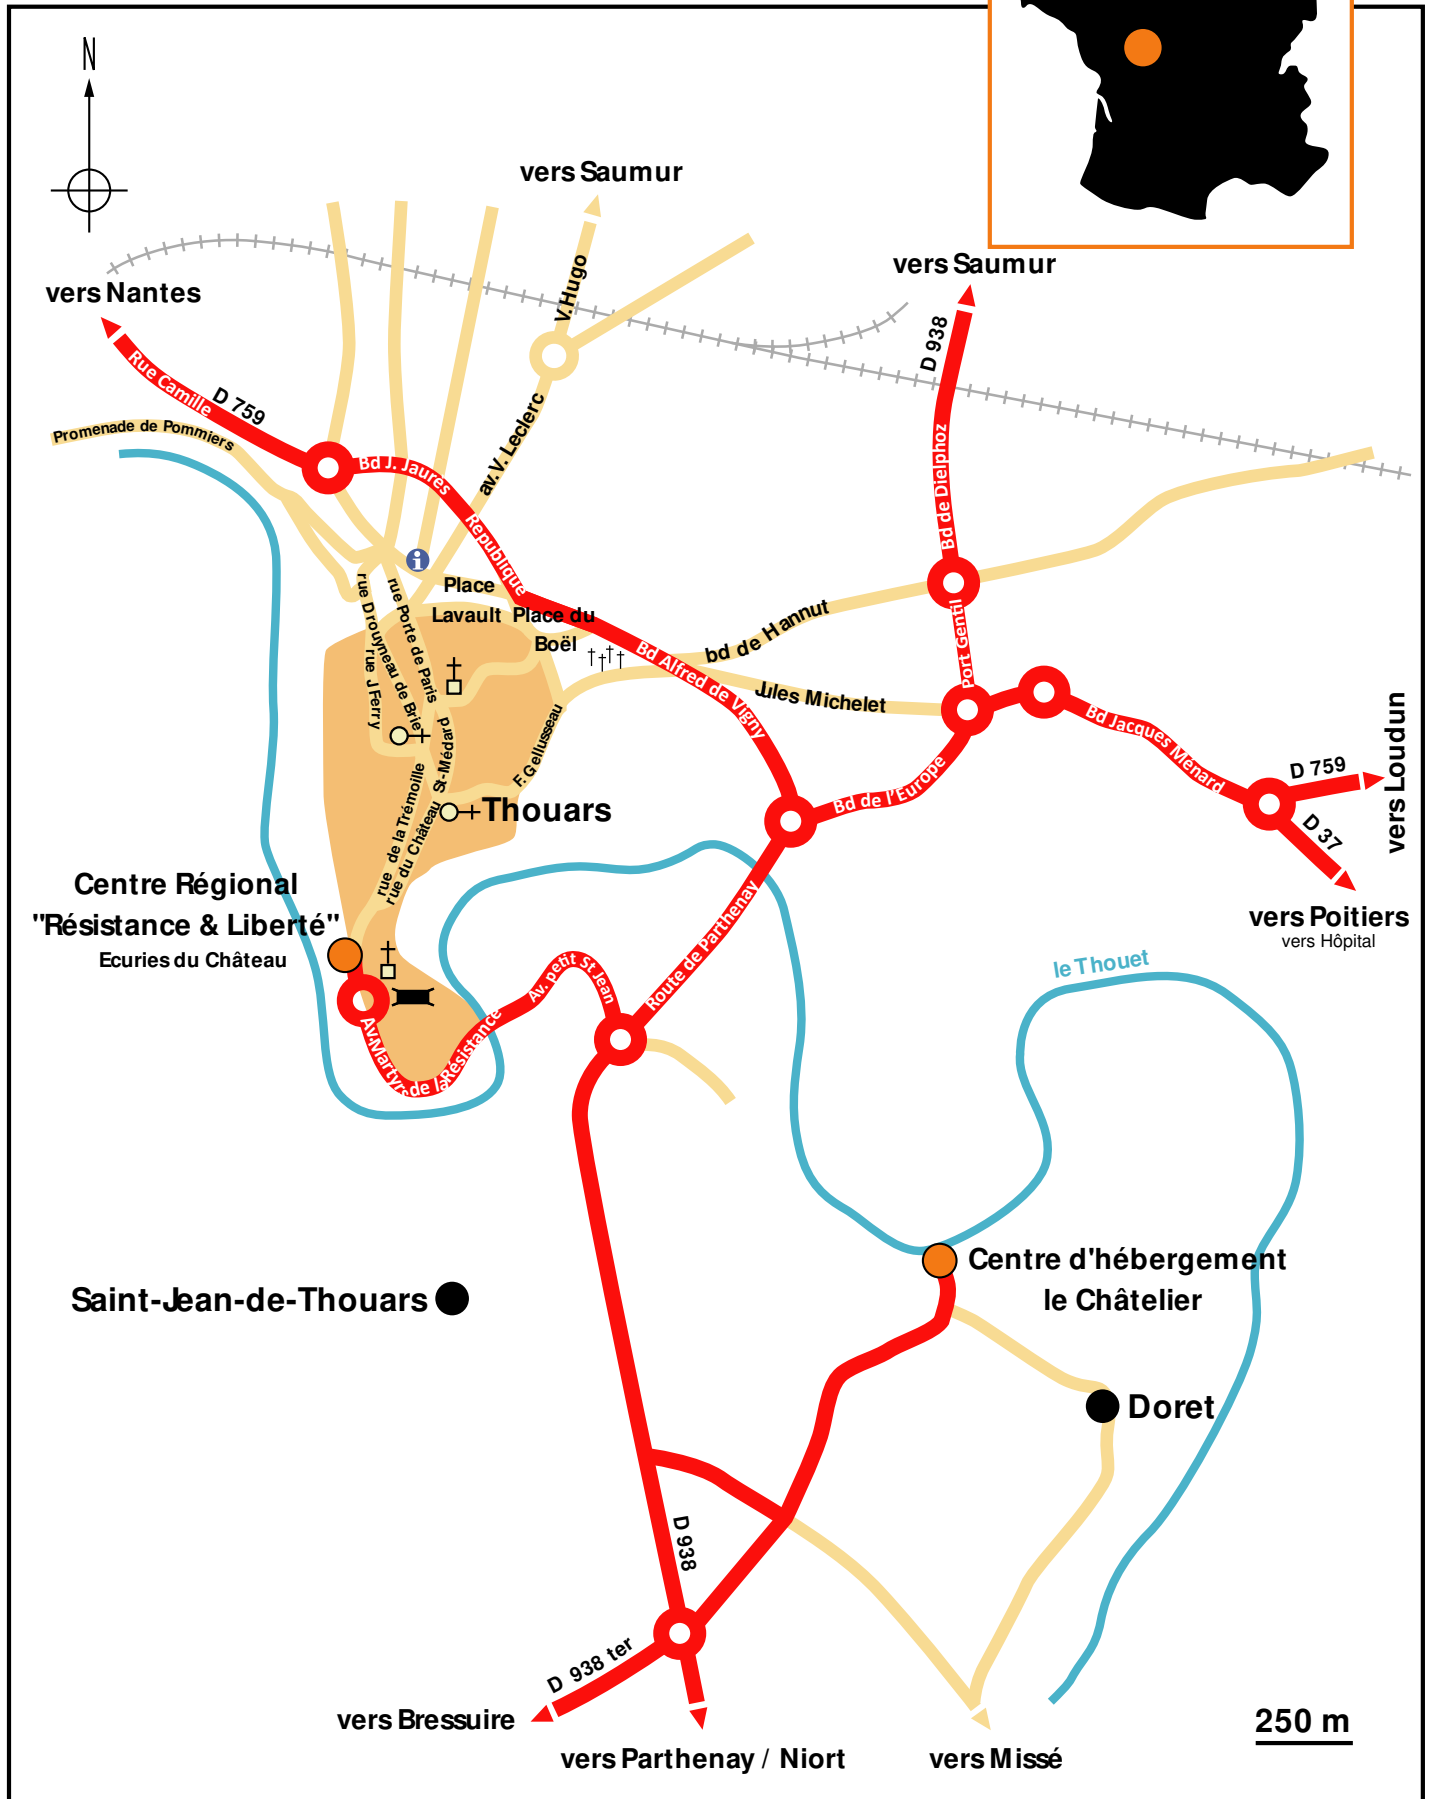 N
vers Saumur
vers Saumur
vers Nantes
V.Hugo
D 938
Rue Camille
D 759
Promenade de Pommiers
Bd J. Jaurès
av. V. Leclerc
Republique
Bd de Dielphoz
i
Place
Lavault
Place du
Boël
rue Drouyneau de Brie
rue Porte de Paris
rue J Ferry
bd de Hannut
Port Gentil
Bd Alfred de Vigny
Jules Michelet
Bd Jacques Ménard
D 759
vers Loudun
D 37
F. Gellusseau
St-Médard
rue de la Trémoille
rue du Château
Thouars
Bd de l'Europe
Centre Régional
"Résistance & Liberté"
Ecuries du Château
vers Poitiers
vers Hôpital
Route de Parthenay
Av. petit St Jean
le Thouet
Av.Martyrs de la Résistance
Centre d'hébergement
le Châtelier
Saint-Jean-de-Thouars
Doret
D 938
D 938 ter
vers Bressuire
vers Parthenay / Niort
vers Missé
250 m